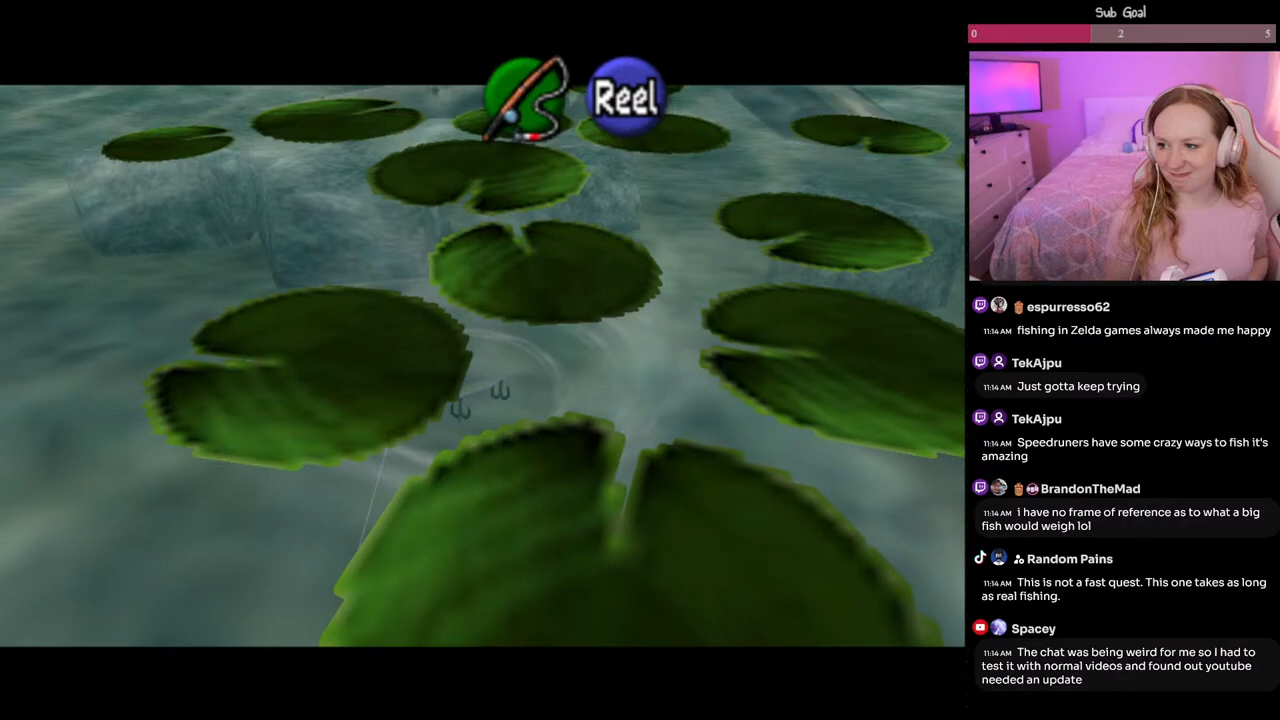 Sub Goal
0 2 5
Reel
espurresso62
11:14 AM fishing in Zelda games always made me happy
TekAjpu
11:14 AM Just gotta keep trying
TekAjpu
11:14 AM Speedruners have some crazy ways to fish it's
amazing
BrandonTheMad
11:14 AM i have no frame of reference as to what a big
fish would weigh lol
Random Pains
11:14 AM This is not a fast quest. This one takes as long
as real fishing.
Spacey
11:14 AM The chat was being weird for me so I had to
test it with normal videos and found out youtube
needed an update